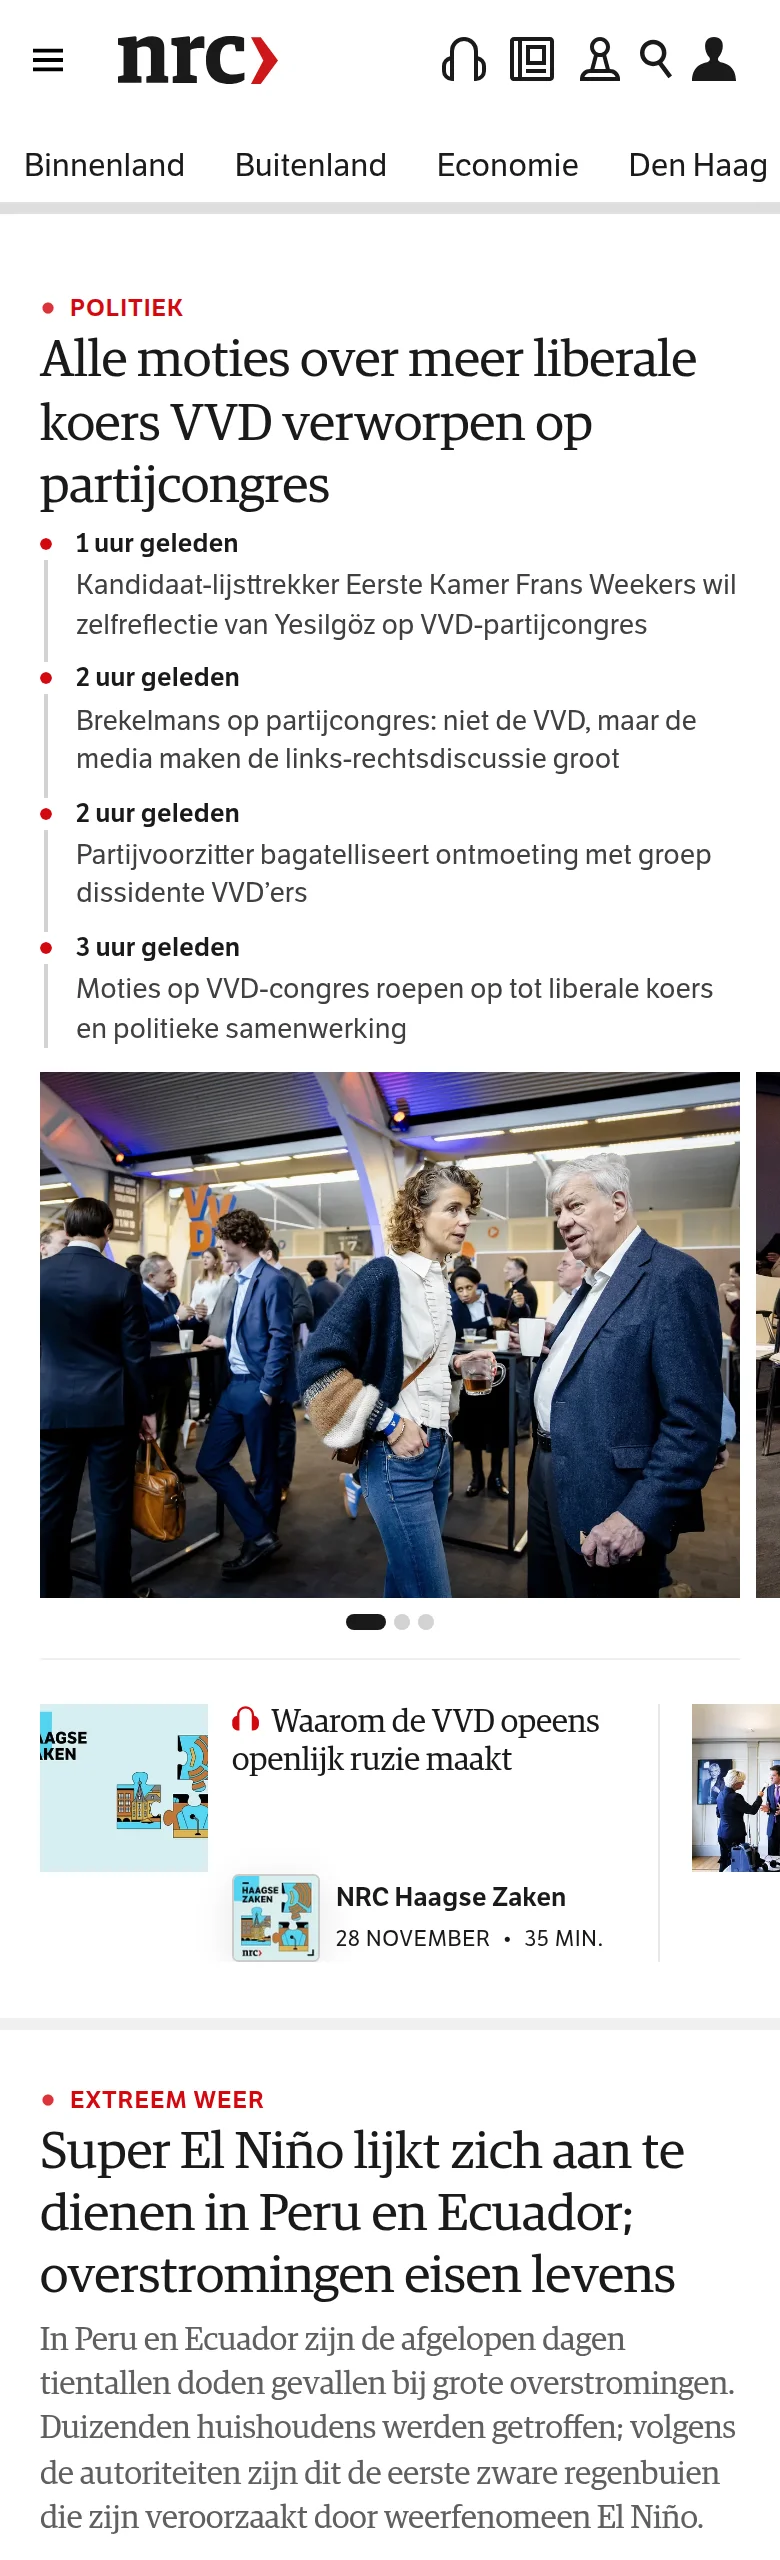 nrc
Binnenland Buitenland Economie Den Haag
POLITIEK
Alle moties over meer liberale
koers VVD verworpen op
partijcongres
1 uur geleden
Kandidaat-lijsttrekker Eerste Kamer Frans Weekers wil
zelfreflectie van Yesilgöz op VVD-partijcongres
2 uur geleden
Brekelmans op partijcongres: niet de VVD, maar de
media maken de links-rechtsdiscussie groot
2 uur geleden
Partijvoorzitter bagatelliseert ontmoeting met groep
dissidente VVD’ers
3 uur geleden
Moties op VVD-congres roepen op tot liberale koers
en politieke samenwerking
VV
D
AAGSE
AKEN
Waarom de VVD opeens
openlijk ruzie maakt
HAAGSE
ZAKEN
nrc
NRC Haagse Zaken
28 NOVEMBER • 35 MIN.
EXTREEM WEER
Super El Niño lijkt zich aan te
dienen in Peru en Ecuador;
overstromingen eisen levens
In Peru en Ecuador zijn de afgelopen dagen
tientallen doden gevallen bij grote overstromingen.
Duizenden huishoudens werden getroffen; volgens
de autoriteiten zijn dit de eerste zware regenbuien
die zijn veroorzaakt door weerfenomeen El Niño.